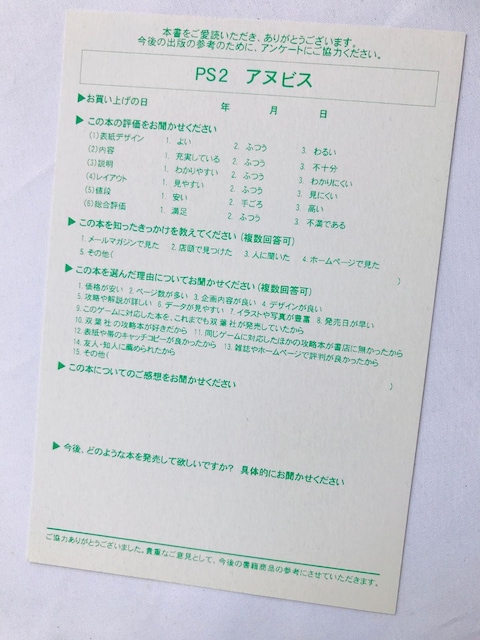 本書をご愛読いただき、ありがとうございます。
今後の出版の参考のために、アンケートにご協力ください。
PS2 アヌビス
▶お買い上げの日 年 月 日
▶この本の評価をお聞かせください
(1)表紙デザイン 1. よい 2. ふつう 3. わるい
(2)内容 1. 充実している 2. ふつう 3. 不十分
(3)説明 1. わかりやすい 2. ふつう 3. わかりにくい
(4)レイアウト 1. 見やすい 2. ふつう 3. 見にくい
(5)値段 1. 安い 2. 手ごろ 3. 高い
(6)総合評価 1. 満足 2. ふつう 3. 不満である
▶この本を知ったきっかけを教えてください(複数回答可)
1. メールマガジンで見た 2. 店頭で見つけた 3. 人に聞いた 4. ホームページで見た
5. その他( )
▶この本を選んだ理由についてお聞かせください(複数回答可)
1. 価格が安い 2. ページ数が多い 3. 企画内容が良い 4. デザインが良い
5. 攻略や解説が詳しい 6. データが見やすい 7. イラストや写真が豊富 8. 発売日が早い
9. このゲームに対応した本を、これまでも双葉社が発売していたから
10. 双葉社の攻略本が好きだから 11. 同じゲームに対応したほかの攻略本が書店に無かったから
12. 表紙や帯のキャッチコピーが良かったから 13. 雑誌やホームページで評判が良かったから
14. 友人・知人に薦められたから
15. その他( )
▶この本についてのご感想をお聞かせください
▶今後、どのような本を発売して欲しいですか? 具体的にお聞かせください
ご協力ありがとうございました。貴重なご意見として、今後の書籍商品の参考にさせていただきます。